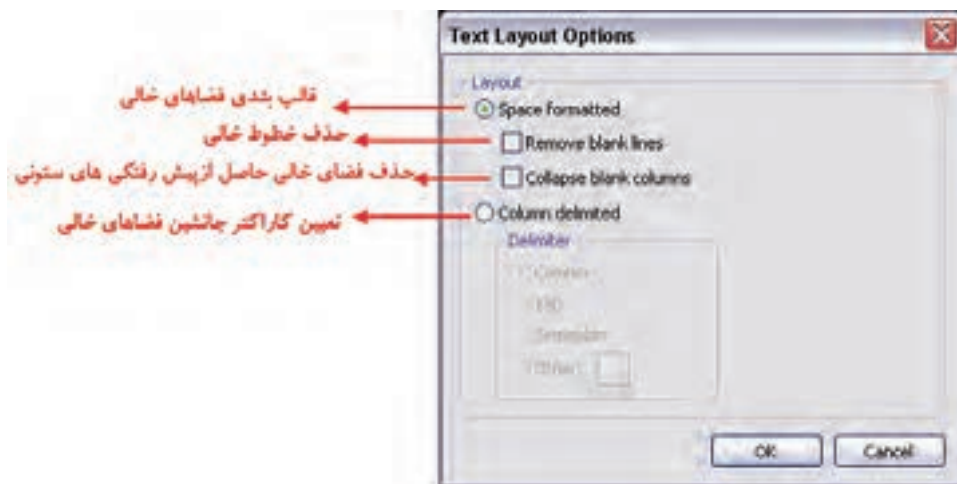 Text Layout Options
Layout
قالب بندی فضاهای خالی
Space formatted
حذف خطوط خالی
Remove blank lines
حذف فضای خالی حاصل ازپیش رفتگی های ستونی
Collapse blank columns
تعیین کاراکتر جانشین فضاهای خالی
Column delimited
Delimiter
Comma
Tab
Semicolon
Other
OK
Cancel